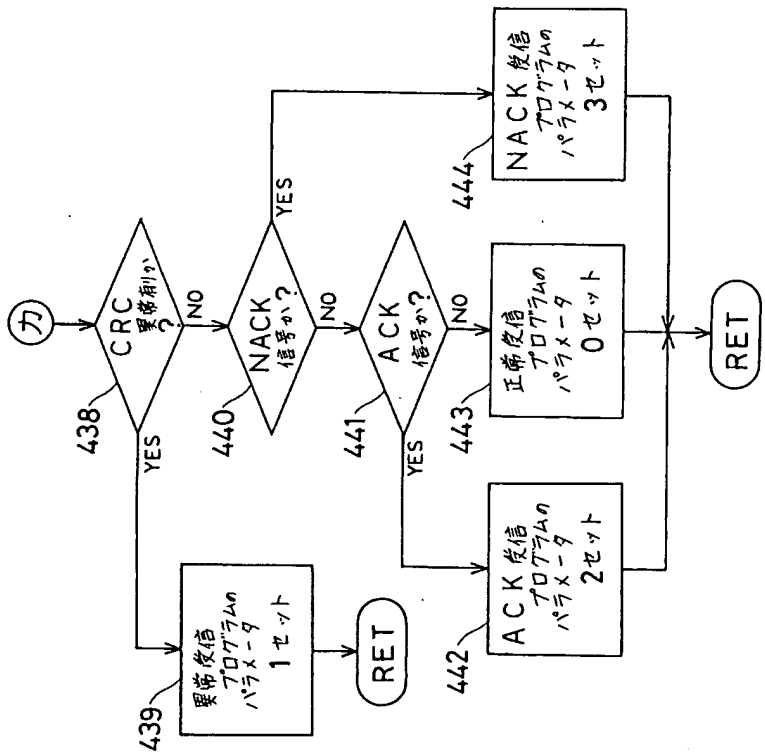 カ
438
CRC
異常有りか
?
YES
NO
439
異常受信
プログラムの
パラメータ
1セット
RET
440
NACK
信号か?
YES
NO
441
ACK
信号か?
YES
NO
442
ACK受信
プログラムの
パラメータ
2セット
443
正常受信
プログラムの
パラメータ
0セット
444
NACK受信
プログラムの
パラメータ
3セット
RET